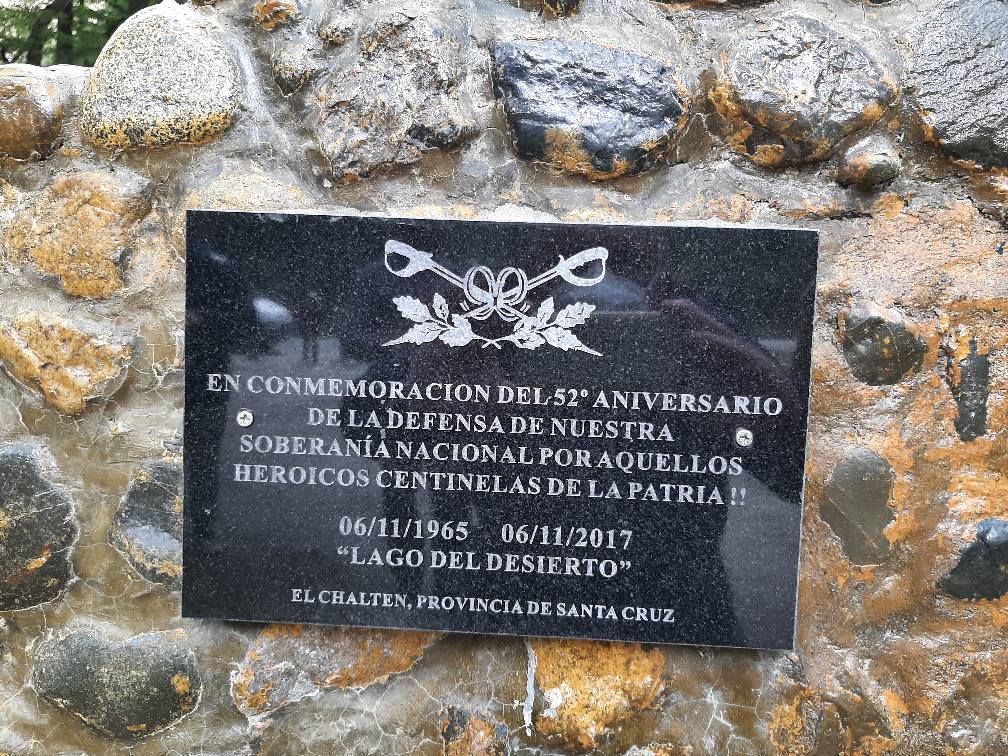 EN CONMEMORACION DEL 52º ANIVERSARIO
DE LA DEFENSA DE NUESTRA
SOBERANÍA NACIONAL POR AQUELLOS
HEROICOS CENTINELAS DE LA PATRIA !!
06/11/1965 06/11/2017
“LAGO DEL DESIERTO”
EL CHALTEN, PROVINCIA DE SANTA CRUZ